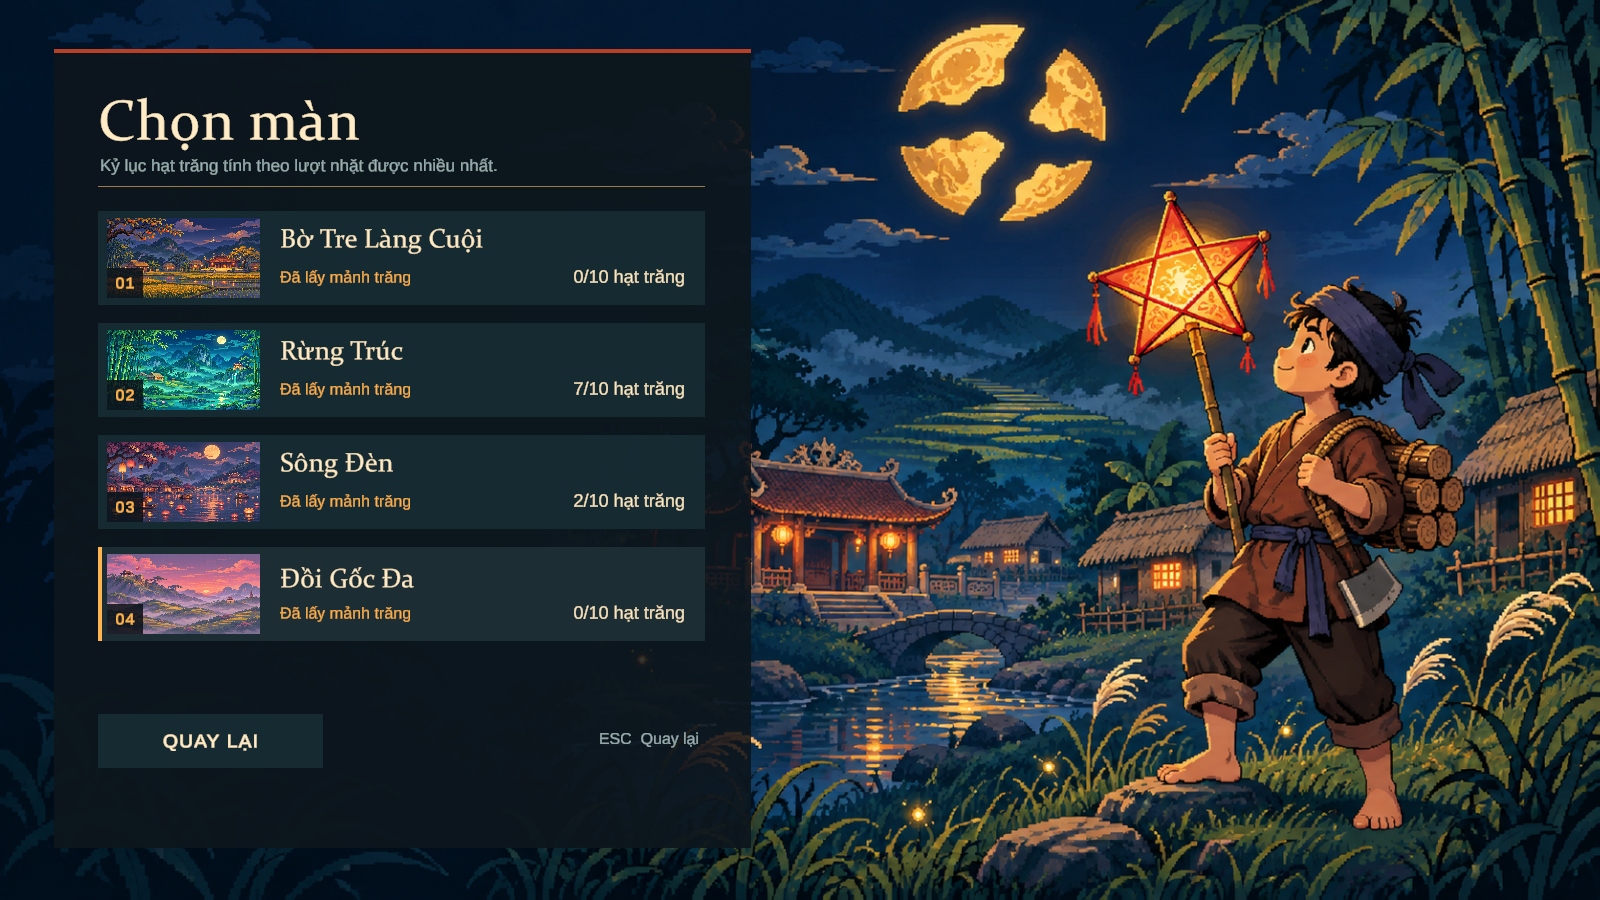 Chọn màn
Kỷ lục hạt trăng tính theo lượt nhặt được nhiều nhất.
Bờ Tre Làng Cuội
01
Đã lấy mảnh trăng
0/10 hạt trăng
Rừng Trúc
02
Đã lấy mảnh trăng
7/10 hạt trăng
Sông Đèn
03
Đã lấy mảnh trăng
2/10 hạt trăng
Đồi Gốc Đa
04
Đã lấy mảnh trăng
0/10 hạt trăng
QUAY LẠI
ESC Quay lại